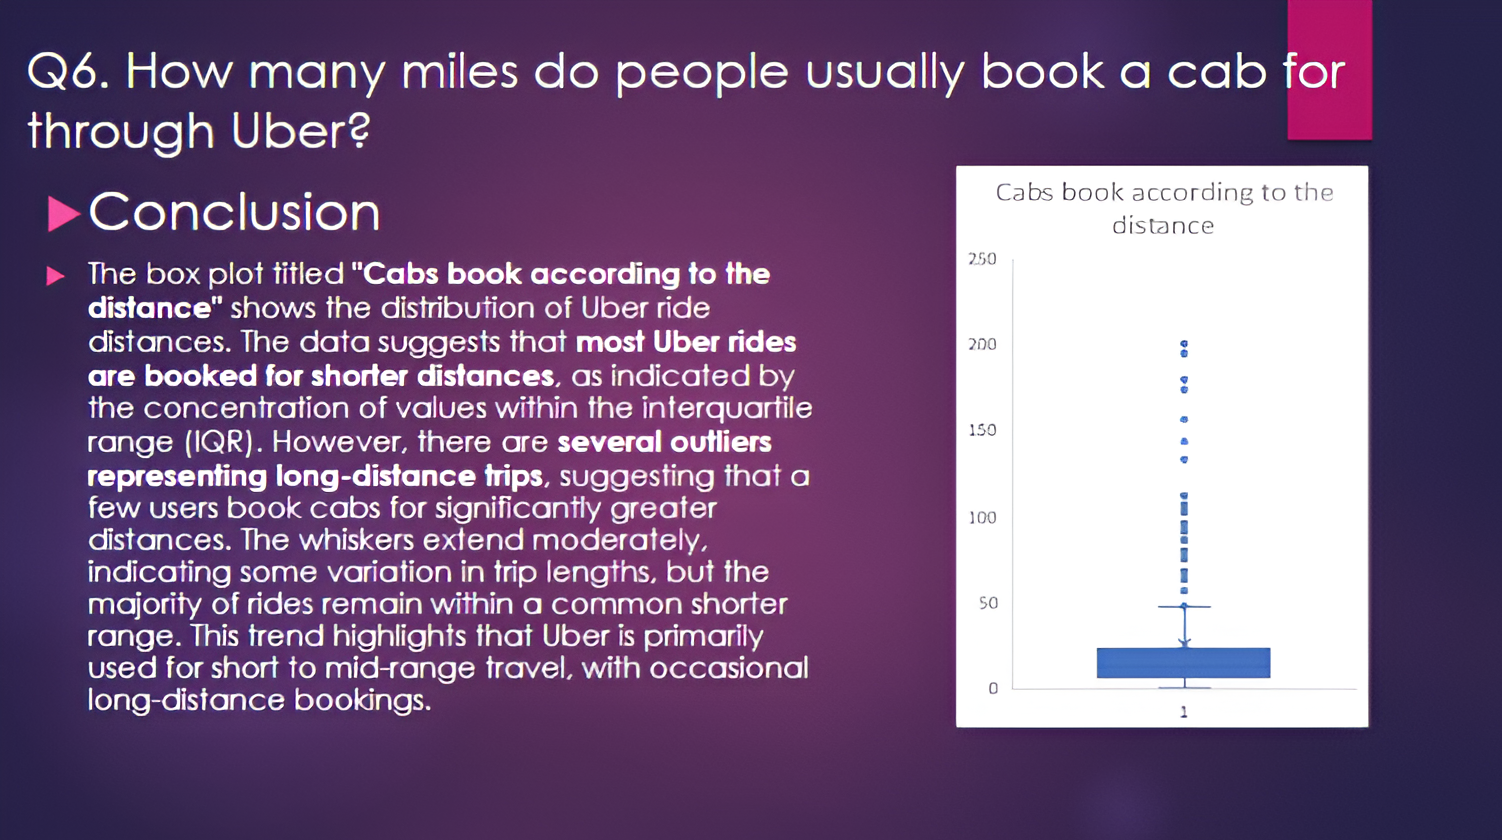 Q6. How many miles do people usually book a cab for
through Uber?
Conclusion
The box plot titled "Cabs book according to the
distance" shows the distribution of Uber ride
distances. The data suggests that most Uber rides
are booked for shorter distances, as indicated by
the concentration of values within the interquartile
range (IQR). However, there are several outliers
representing long-distance trips, suggesting that a
few users book cabs for significantly greater
distances. The whiskers extend moderately,
indicating some variation in trip lengths, but the
majority of rides remain within a common shorter
range. This trend highlights that Uber is primarily
used for short to mid-range travel, with occasional
long-distance bookings.
Cabs book according to the
distance
250
200
150
100
50
0
1